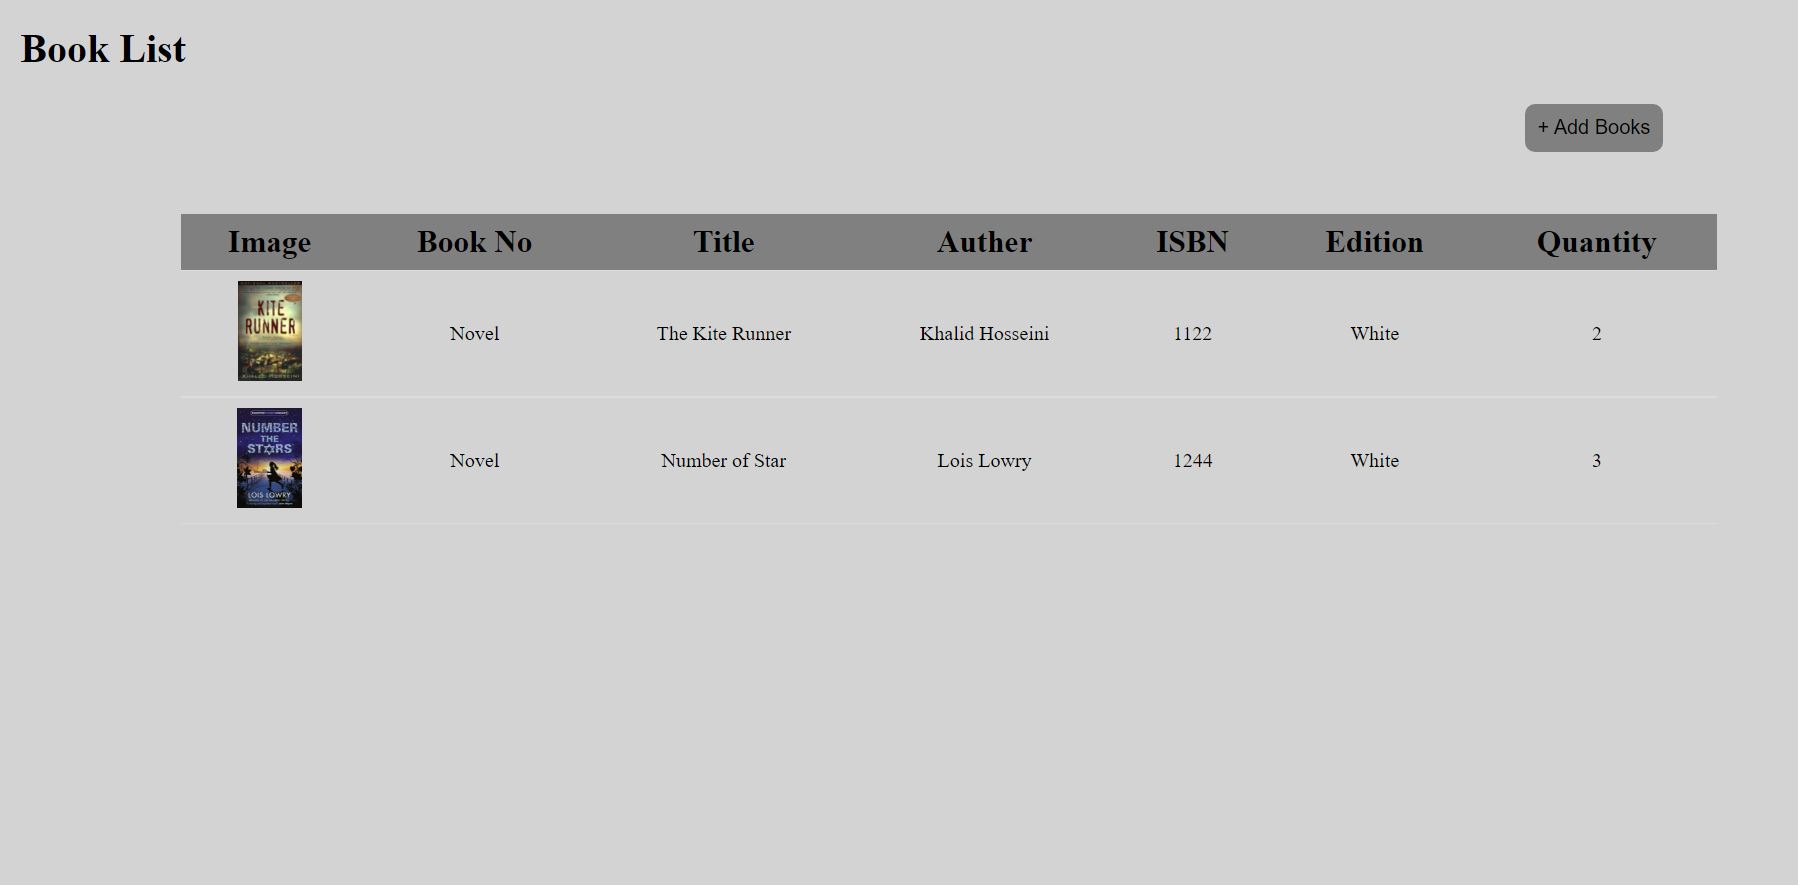 Book List
+ Add Books
Image Book No Title Auther ISBN Edition Quantity
KITE
RUNNER
KHALED HOSSEINI
Novel The Kite Runner Khalid Hosseini 1122 White 2
NUMBER
THE
STARS
LOIS LOWRY
Novel Number of Star Lois Lowry 1244 White 3